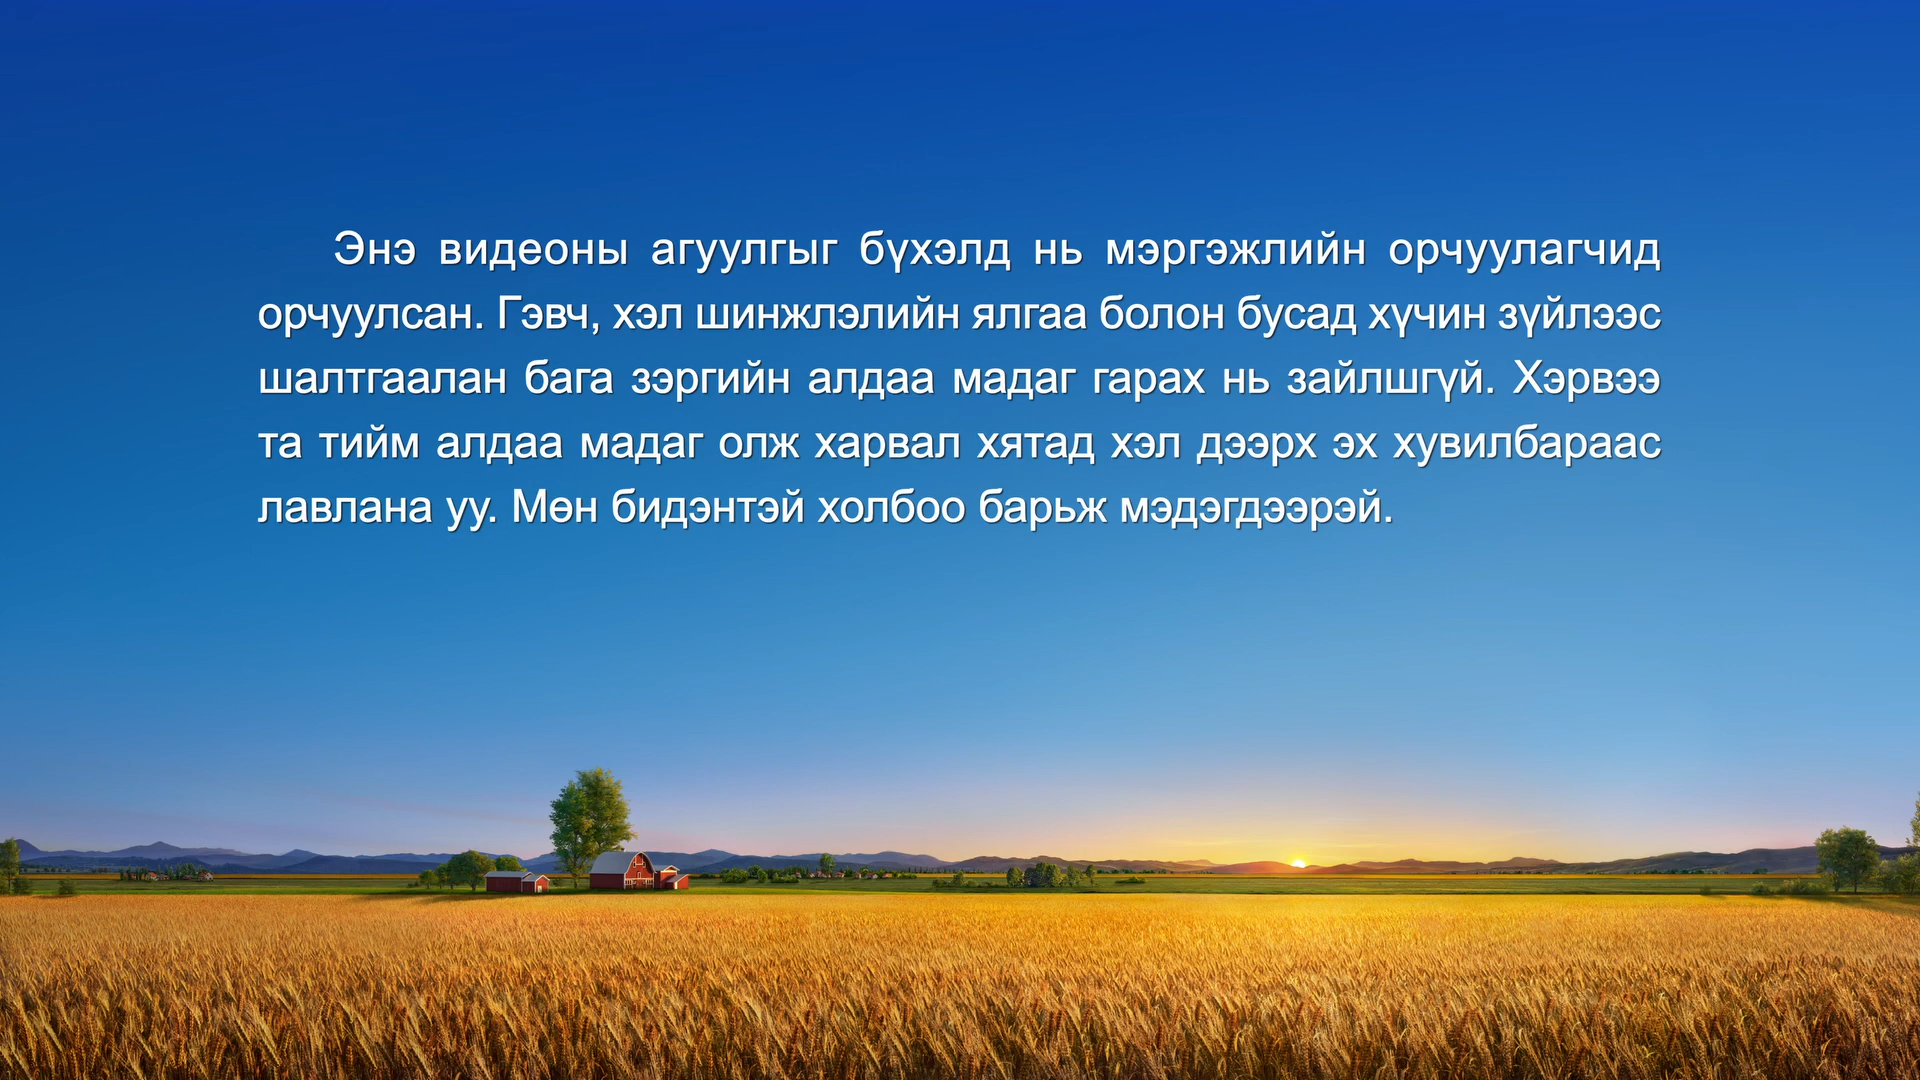 Энэ видеоны агуулгыг бүхэлд нь мэргэжлийн орчуулагчид
орчуулсан. Гэвч, хэл шинжлэлийн ялгаа болон бусад хүчин зүйлээс
шалтгаалан бага зэргийн алдаа мадаг гарах нь зайлшгүй. Хэрвээ
та тийм алдаа мадаг олж харвал хятад хэл дээрх эх хувилбараас
лавлана уу. Мөн бидэнтэй холбоо барьж мэдэгдээрэй.